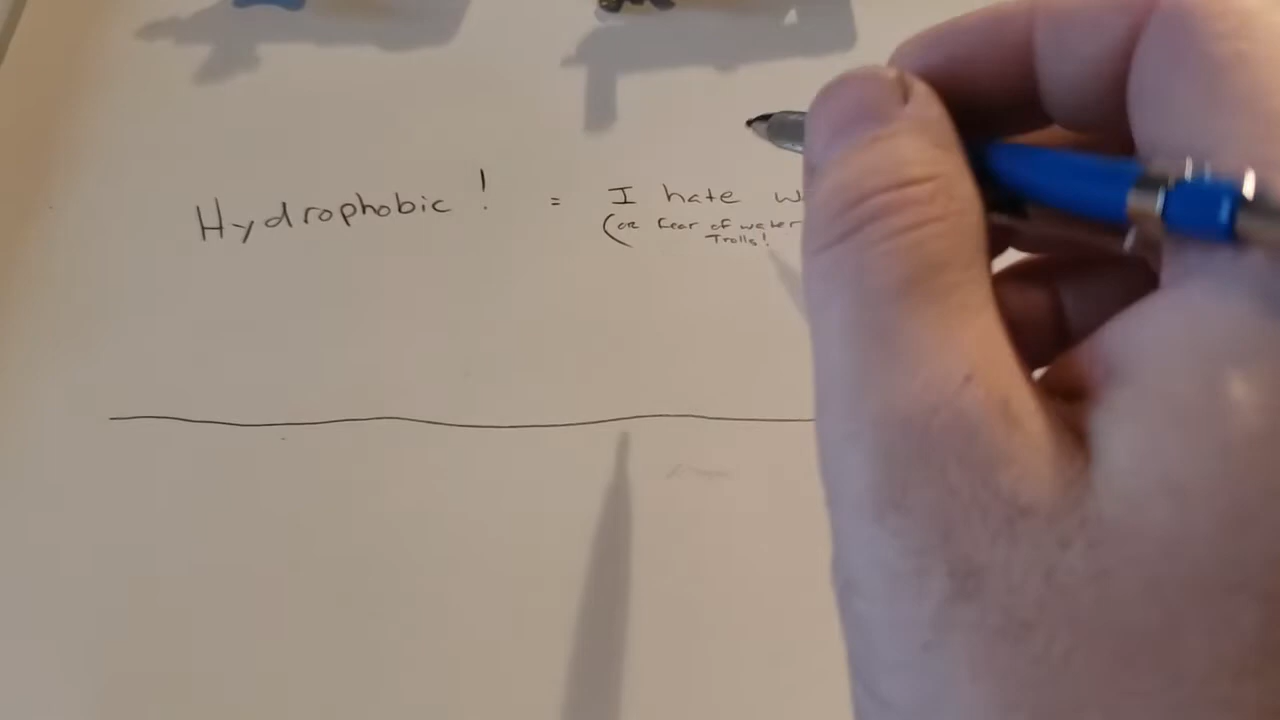 Hydrophobic ! = I hate
(or fear of water
Trolls!